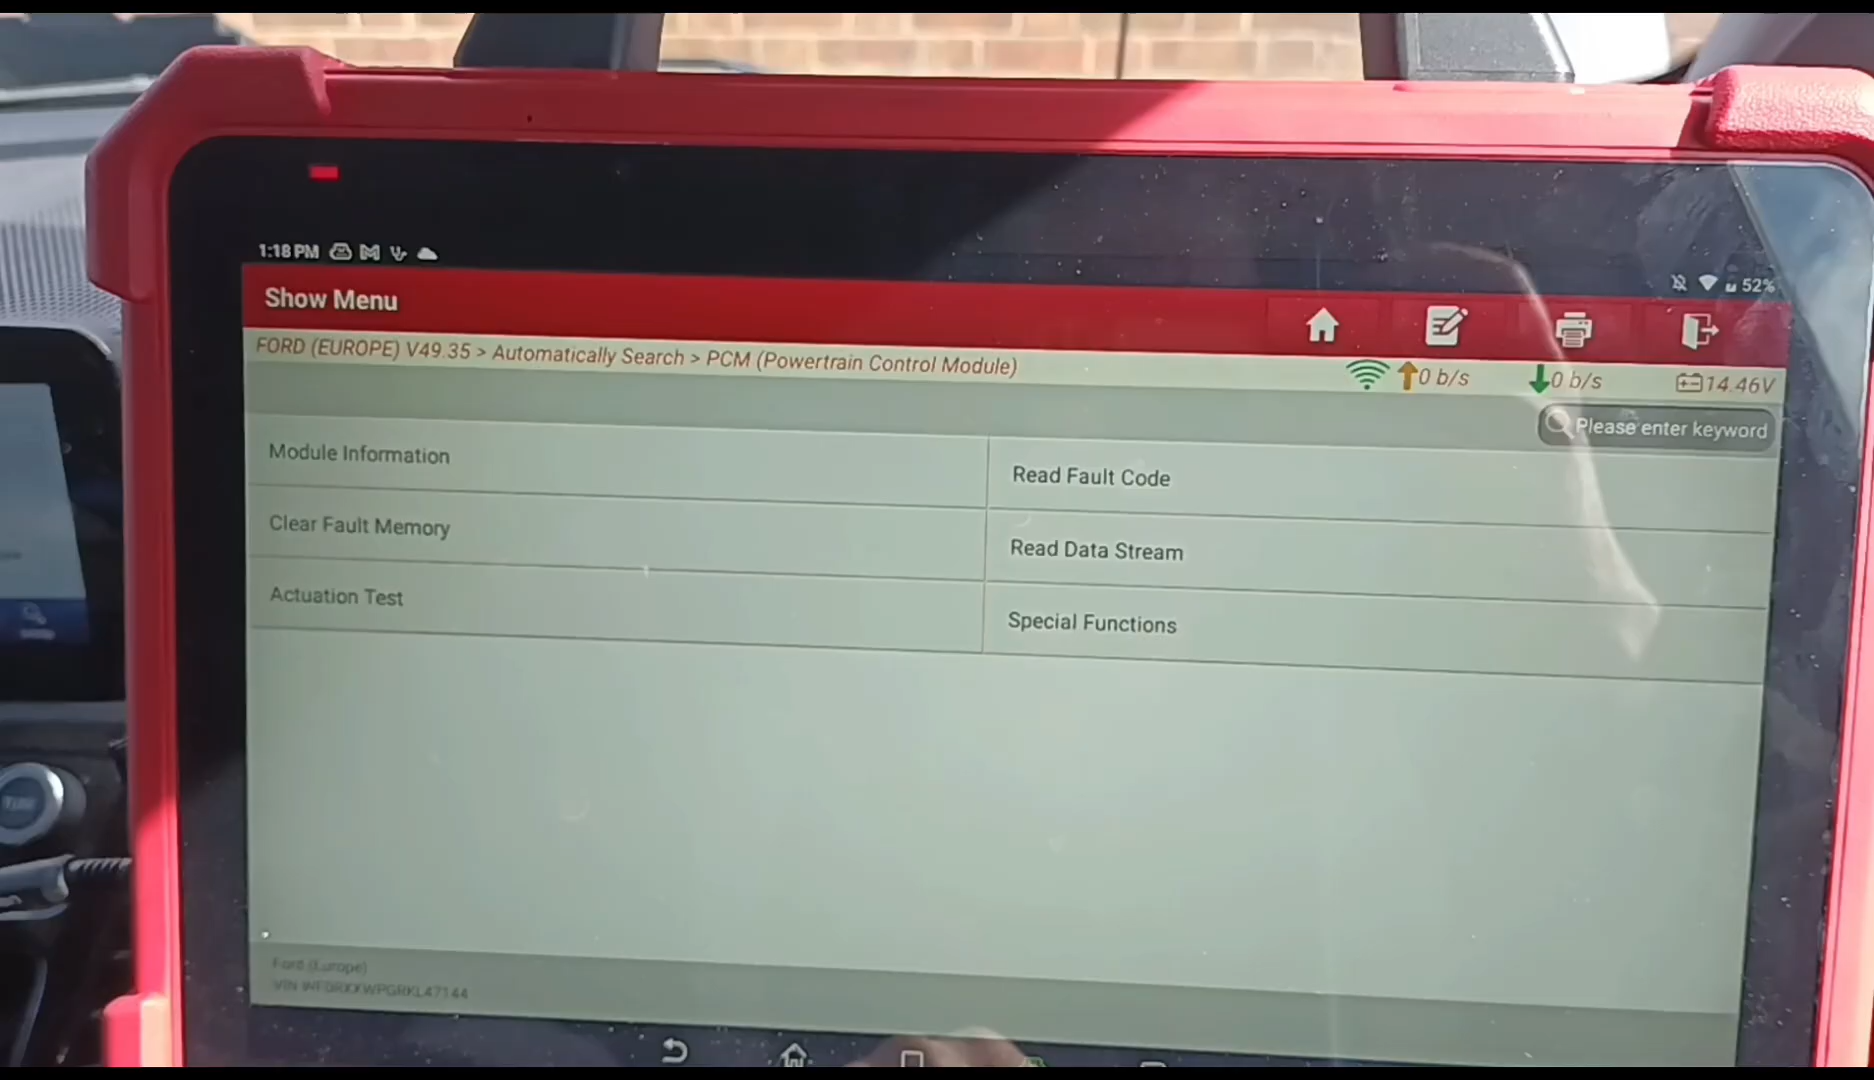 1:18 PM
52%
Show Menu
FORD (EUROPE) V49.35 > Automatically Search > PCM (Powertrain Control Module)
0 b/s
0 b/s
14.46V
Please enter keyword
Module Information
Read Fault Code
Clear Fault Memory
Read Data Stream
Actuation Test
Special Functions
Ford (Europe)
VIN